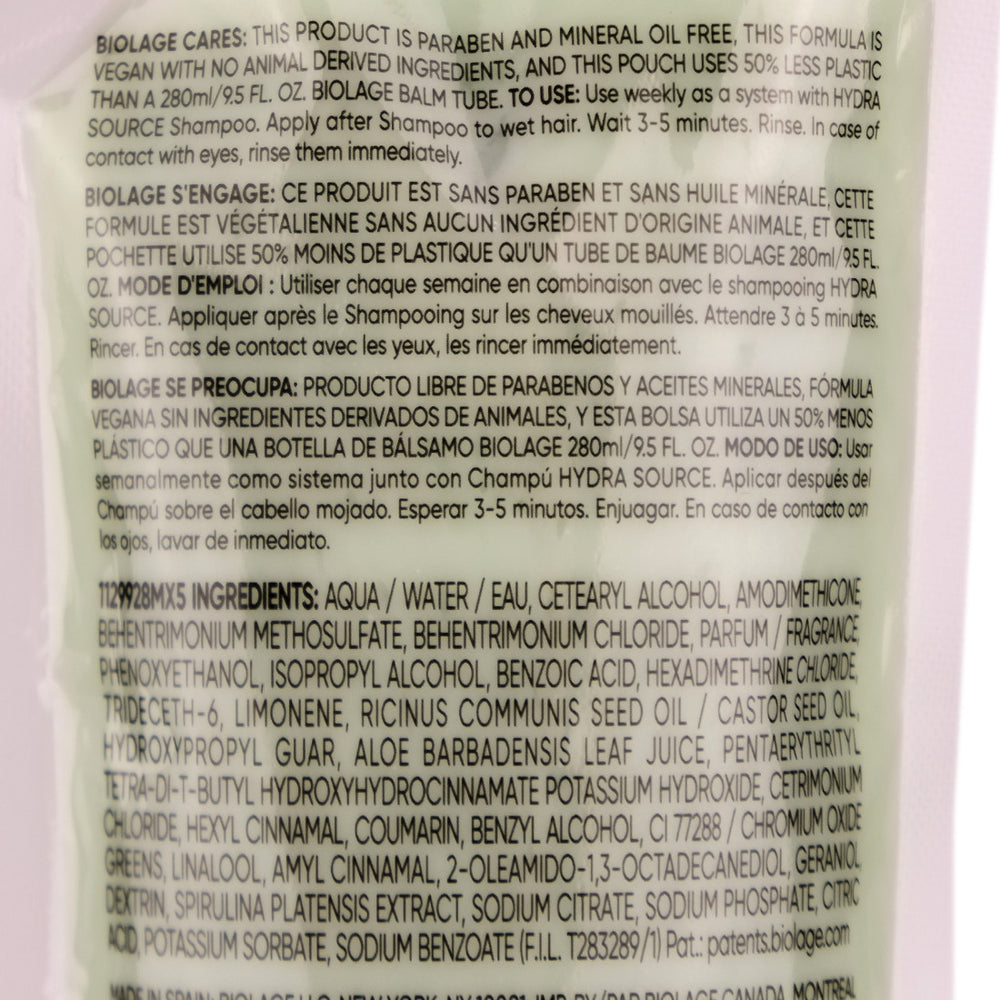 BIOLAGE CARES: THIS PRODUCT IS PARABEN AND MINERAL OIL FREE, THIS FORMULA IS
VEGAN WITH NO ANIMAL DERIVED INGREDIENTS, AND THIS POUCH USES 50% LESS PLASTIC
THAN A 280ml/9.5 FL. OZ. BIOLAGE BALM TUBE. TO USE: Use weekly as a system with HYDRA
SOURCE Shampoo. Apply after Shampoo to wet hair. Wait 3-5 minutes. Rinse. In case of
contact with eyes, rinse them immediately.
BIOLAGE S'ENGAGE: CE PRODUIT EST SANS PARABEN ET SANS HUILE MINÉRALE, CETTE
FORMULE EST VÉGÉTALIENNE SANS AUCUN INGRÉDIENT D'ORIGINE ANIMALE, ET CETTE
POCHETTE UTILISE 50% MOINS DE PLASTIQUE QU'UN TUBE DE BAUME BIOLAGE 280ml/9.5 FL.
OZ. MODE D'EMPLOI : Utiliser chaque semaine en combinaison avec le shampooing HYDRA
SOURCE. Appliquer après le Shampooing sur les cheveux mouillés. Attendre 3 à 5 minutes.
Rincer. En cas de contact avec les yeux, les rincer immédiatement.
BIOLAGE SE PREOCUPA: PRODUCTO LIBRE DE PARABENOS Y ACEITES MINERALES, FÓRMULA
VEGANA SIN INGREDIENTES DERIVADOS DE ANIMALES, Y ESTA BOLSA UTILIZA UN 50% MENOS
PLÁSTICO QUE UNA BOTELLA DE BÁLSAMO BIOLAGE 280ml/9.5 FL. OZ. MODO DE USO: Usar
semanalmente como sistema junto con Champú HYDRA SOURCE. Aplicar después del
Champú sobre el cabello mojado. Esperar 3-5 minutos. Enjuagar. En caso de contacto con
los ojos, lavar de inmediato.
1129928MX5 INGREDIENTS: AQUA / WATER / EAU, CETEARYL ALCOHOL, AMODIMETHICONE,
BEHENTRIMONIUM METHOSULFATE, BEHENTRIMONIUM CHLORIDE, PARFUM / FRAGRANCE,
PHENOXYETHANOL, ISOPROPYL ALCOHOL, BENZOIC ACID, HEXADIMETHRINE CHLORIDE,
TRIDECETH-6, LIMONENE, RICINUS COMMUNIS SEED OIL / CASTOR SEED OIL,
HYDROXYPROPYL GUAR, ALOE BARBADENSIS LEAF JUICE, PENTAERYTHRITYL
TETRA-DI-T-BUTYL HYDROXYHYDROCINNAMATE POTASSIUM HYDROXIDE, CETRIMONIUM
CHLORIDE, HEXYL CINNAMAL, COUMARIN, BENZYL ALCOHOL, CI 77288 / CHROMIUM OXIDE
GREENS, LINALOOL, AMYL CINNAMAL, 2-OLEAMIDO-1,3-OCTADECANEDIOL, GERANIOL,
DEXTRIN, SPIRULINA PLATENSIS EXTRACT, SODIUM CITRATE, SODIUM PHOSPHATE, CITRIC
ACID, POTASSIUM SORBATE, SODIUM BENZOATE (F.I.L. T283289/1) Pat.: patents.biolage.com
MADE IN SPAIN: BIOLAGE LLC, NEW YORK, NY 10001. IMP. BY/PAR BIOLAGE CANADA, MONTREAL